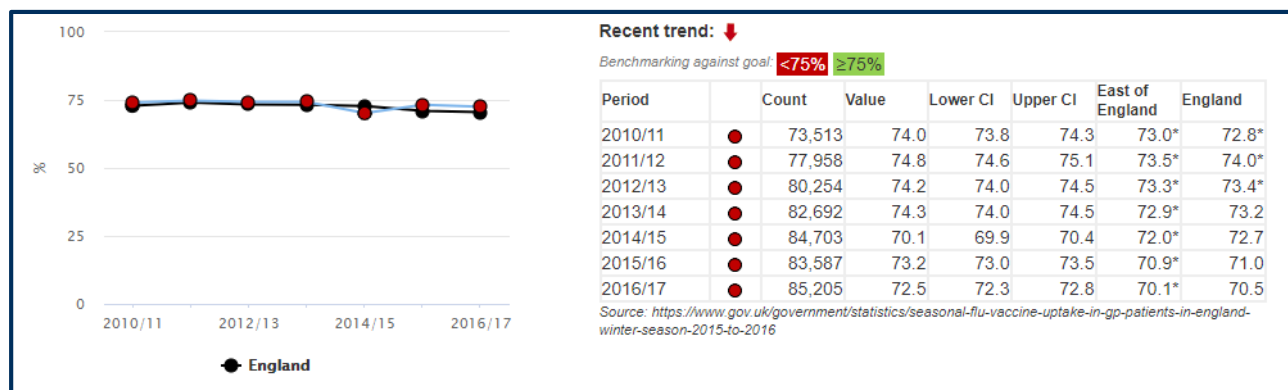 100
75
50
25
0
%
2010/11 2012/13 2014/15 2016/17
England
Recent trend:
Benchmarking against goal: <75% ≥75%
Period Count Value Lower CI Upper CI East of England England
2010/11 73,513 74.0 73.8 74.3 73.0* 72.8*
2011/12 77,958 74.8 74.6 75.1 73.5* 74.0*
2012/13 80,254 74.2 74.0 74.5 73.3* 73.4*
2013/14 82,692 74.3 74.0 74.5 72.9* 73.2
2014/15 84,703 70.1 69.9 70.4 72.0* 72.7
2015/16 83,587 73.2 73.0 73.5 70.9* 71.0
2016/17 85,205 72.5 72.3 72.8 70.1* 70.5
Source: https://www.gov.uk/government/statistics/seasonal-flu-vaccine-uptake-in-gp-patients-in-england-
winter-season-2015-to-2016